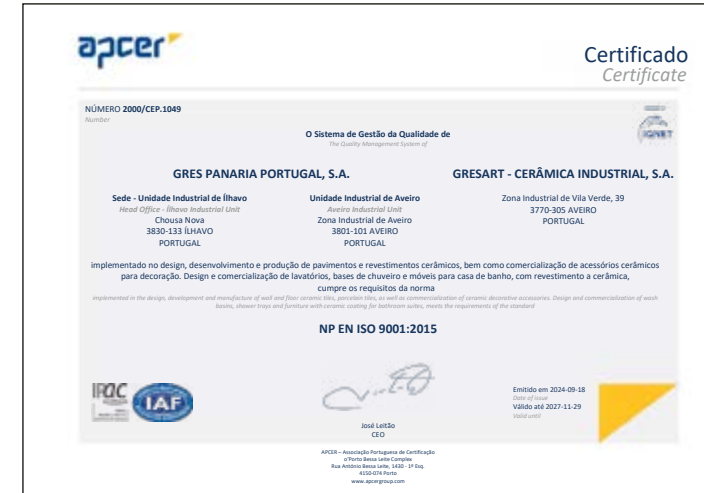 apcer
Certificado
Certificate
NÚMERO 2000/CEP.1049
Number
IQNET
O Sistema de Gestão da Qualidade de
The Quality Management System of
GRES PANARIA PORTUGAL, S.A.
GRESART - CERÂMICA INDUSTRIAL, S.A.
Sede - Unidade Industrial de Ílhavo
Head Office - Ílhavo Industrial Unit
Chousa Nova
3830-133 ÍLHAVO
PORTUGAL
Unidade Industrial de Aveiro
Aveiro Industrial Unit
Zona Industrial de Aveiro
3801-101 AVEIRO
PORTUGAL
Zona Industrial de Vila Verde, 39
3770-305 AVEIRO
PORTUGAL
implementado no design, desenvolvimento e produção de pavimentos e revestimentos cerâmicos, bem como comercialização de acessórios cerâmicos
para decoração. Design e comercialização de lavatórios, bases de chuveiro e móveis para casa de banho, com revestimento a cerâmica,
cumpre os requisitos da norma
implemented in the design, development and manufacture of wall and floor ceramic tiles, porcelain tiles, as well as commercialization of ceramic decorative accessories. Design and commercialization of wash
basins, shower trays and furniture with ceramic coating for bathroom suites, meets the requirements of the standard
NP EN ISO 9001:2015
IPAC
IAF
José Leitão
CEO
Emitido em 2024-09-18
Date of issue
Válido até 2027-11-29
Valid until
APCER – Associação Portuguesa de Certificação
o'Porto Bessa Leite Complex
Rua António Bessa Leite, 1430 - 1º Esq.
4150-074 Porto
www.apcergroup.com